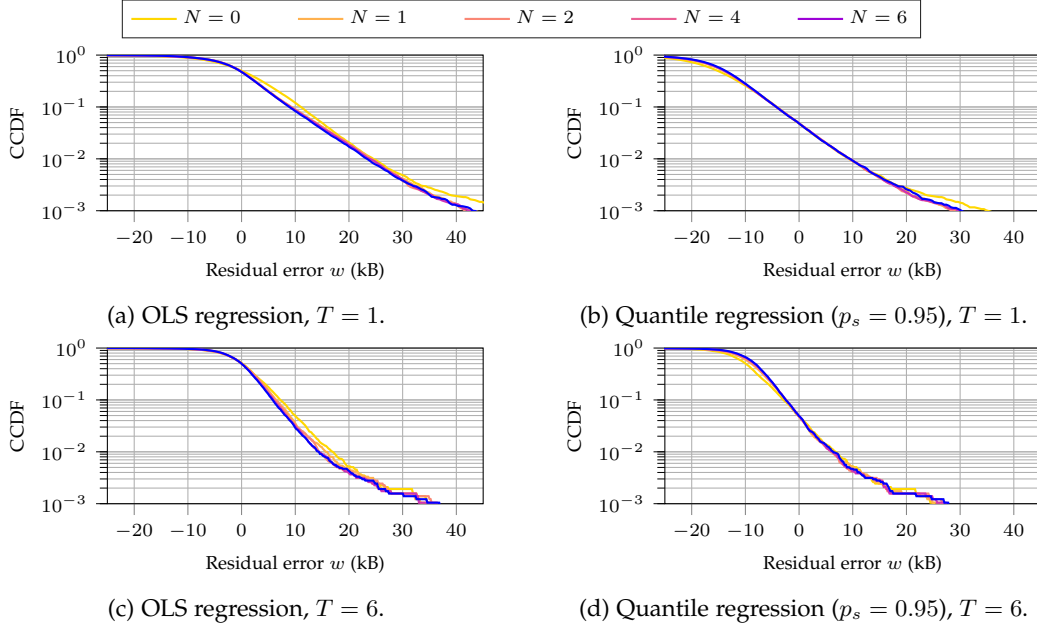 N = 0 N = 1 N = 2 N = 4 N = 6
10^0 10^−1 10^−2 10^−3
CCDF
−20 −10 0 10 20 30 40
Residual error w (kB)
(a) OLS regression, T = 1.
10^0 10^−1 10^−2 10^−3
CCDF
−20 −10 0 10 20 30 40
Residual error w (kB)
(b) Quantile regression (p_s = 0.95), T = 1.
10^0 10^−1 10^−2 10^−3
CCDF
−20 −10 0 10 20 30 40
Residual error w (kB)
(c) OLS regression, T = 6.
10^0 10^−1 10^−2 10^−3
CCDF
−20 −10 0 10 20 30 40
Residual error w (kB)
(d) Quantile regression (p_s = 0.95), T = 6.